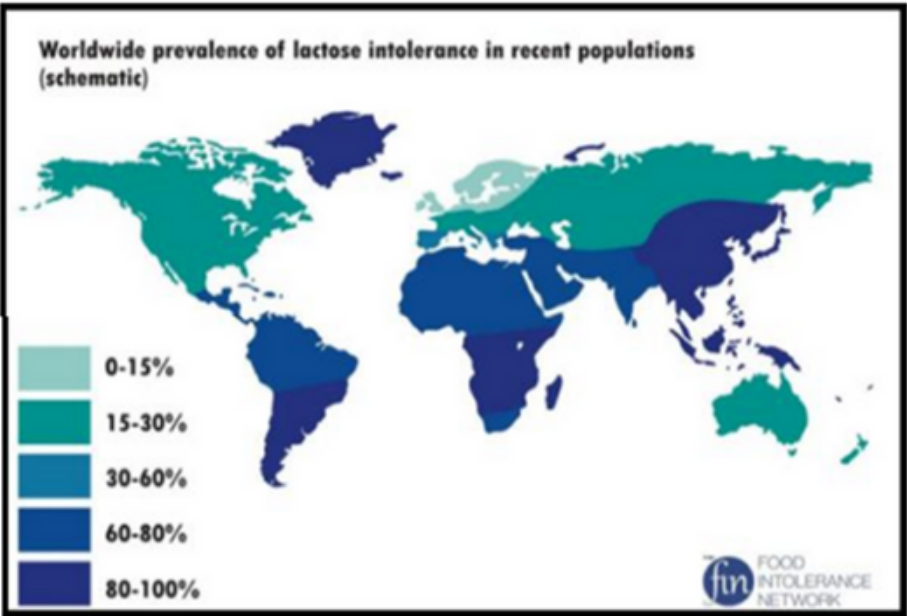 Worldwide prevalence of lactose intolerance in recent populations
(schematic)
0-15%
15-30%
30-60%
60-80%
80-100%
fin
FOOD
INTOLERANCE
NETWORK